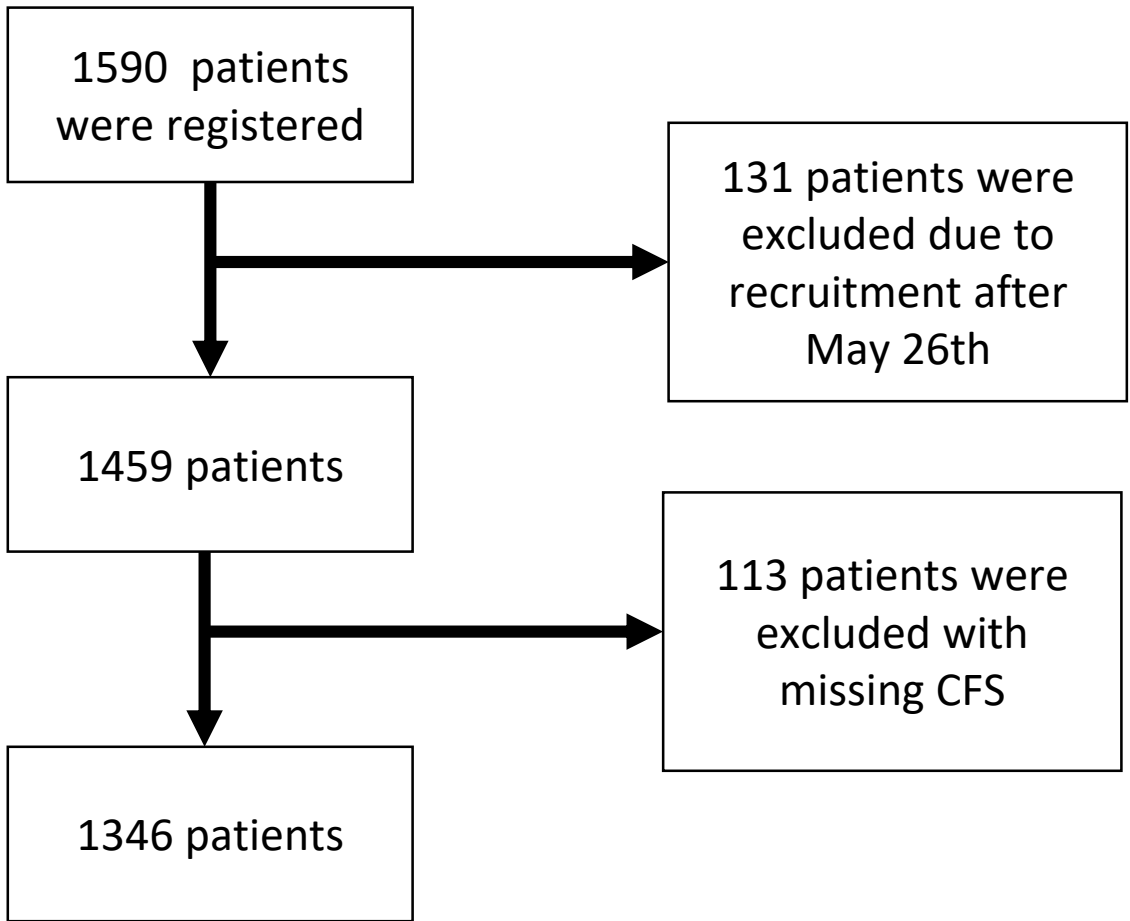 1590  patients
were registered
131 patients were
excluded due to
recruitment after
May 26th
1459 patients
113 patients were
excluded with
missing CFS
1346 patients